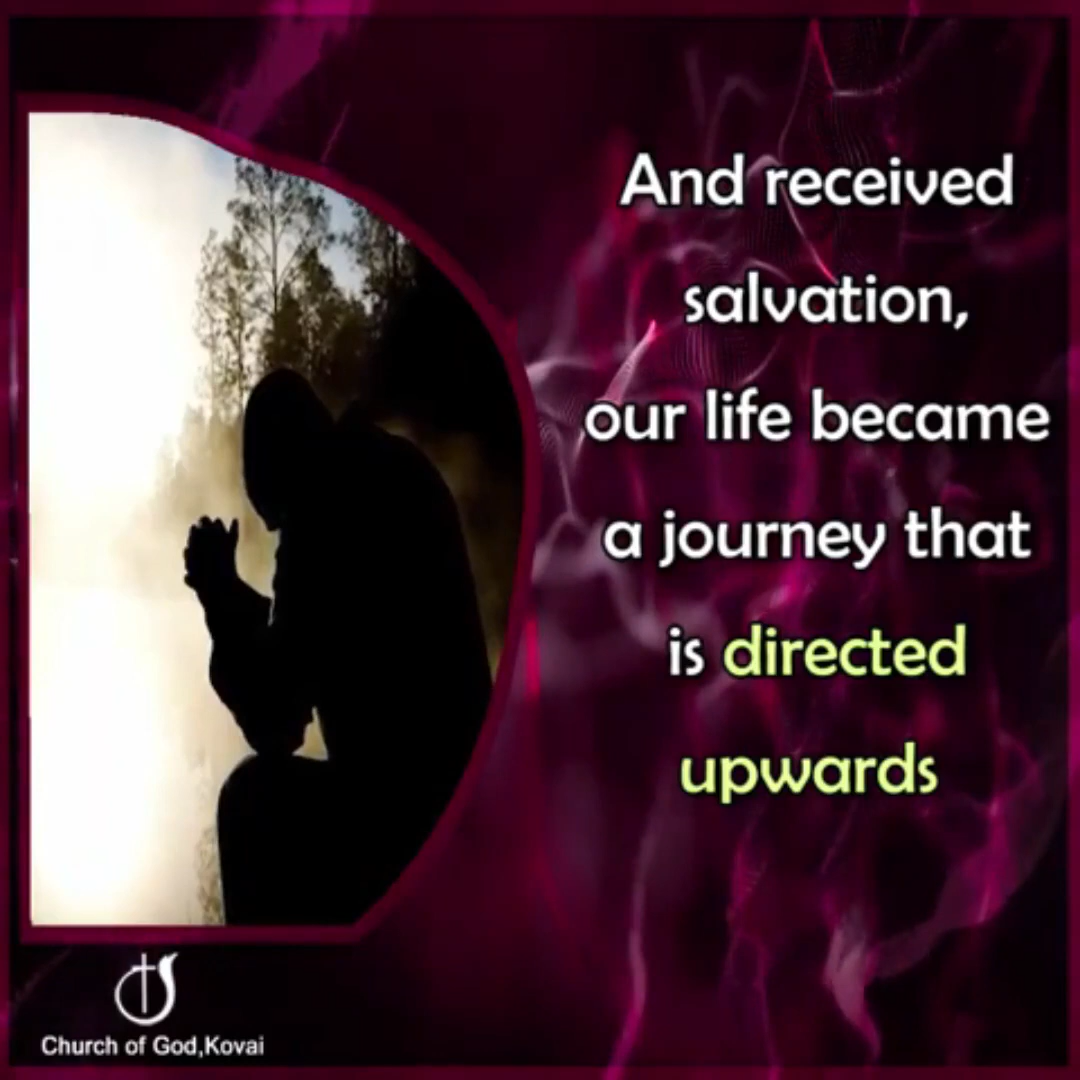 And received
salvation,
our life became
a journey that
is directed
upwards
Church of God,Kovai